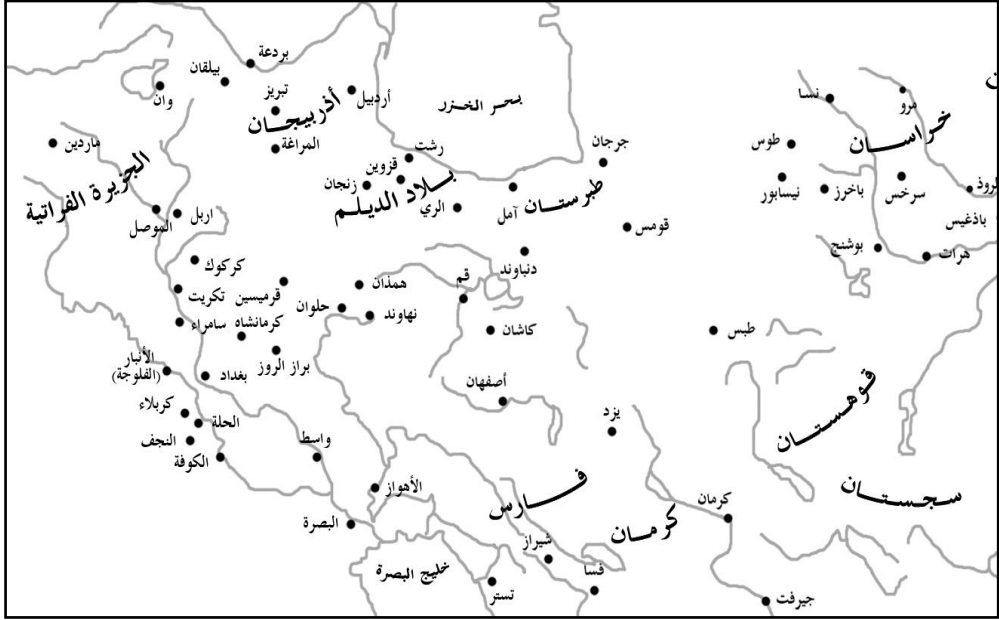 بردعة
بيلقان
وان
تبريز
أردبيل
أذربيجان
المراغة
بحر الخزر
نسا
مرو
خراسان
ماردين
الجزيرة الفراتية
رشت
قزوين
زنجان
بلاد الديلم
الري
جرجان
طبرستان
آمل
طوس
نيسابور
باخرز
سرخس
باذغيس
اربل
الموصل
قومس
بوشنج
هرات
كركوك
تكريت
قرميسين
همذان
دنباوند
قم
حلوان
نهاوند
سامراء
كرمانشاه
كاشان
طبس
براز الروز
الأنبار
(الفلوجة)
بغداد
أصفهان
كربلاء
الحلة
يزد
قوهستان
النجف
الكوفة
واسط
الأهواز
فارس
كرمان
سجستان
البصرة
كرمان
شيراز
خليج البصرة
فسا
تستر
جيرفت